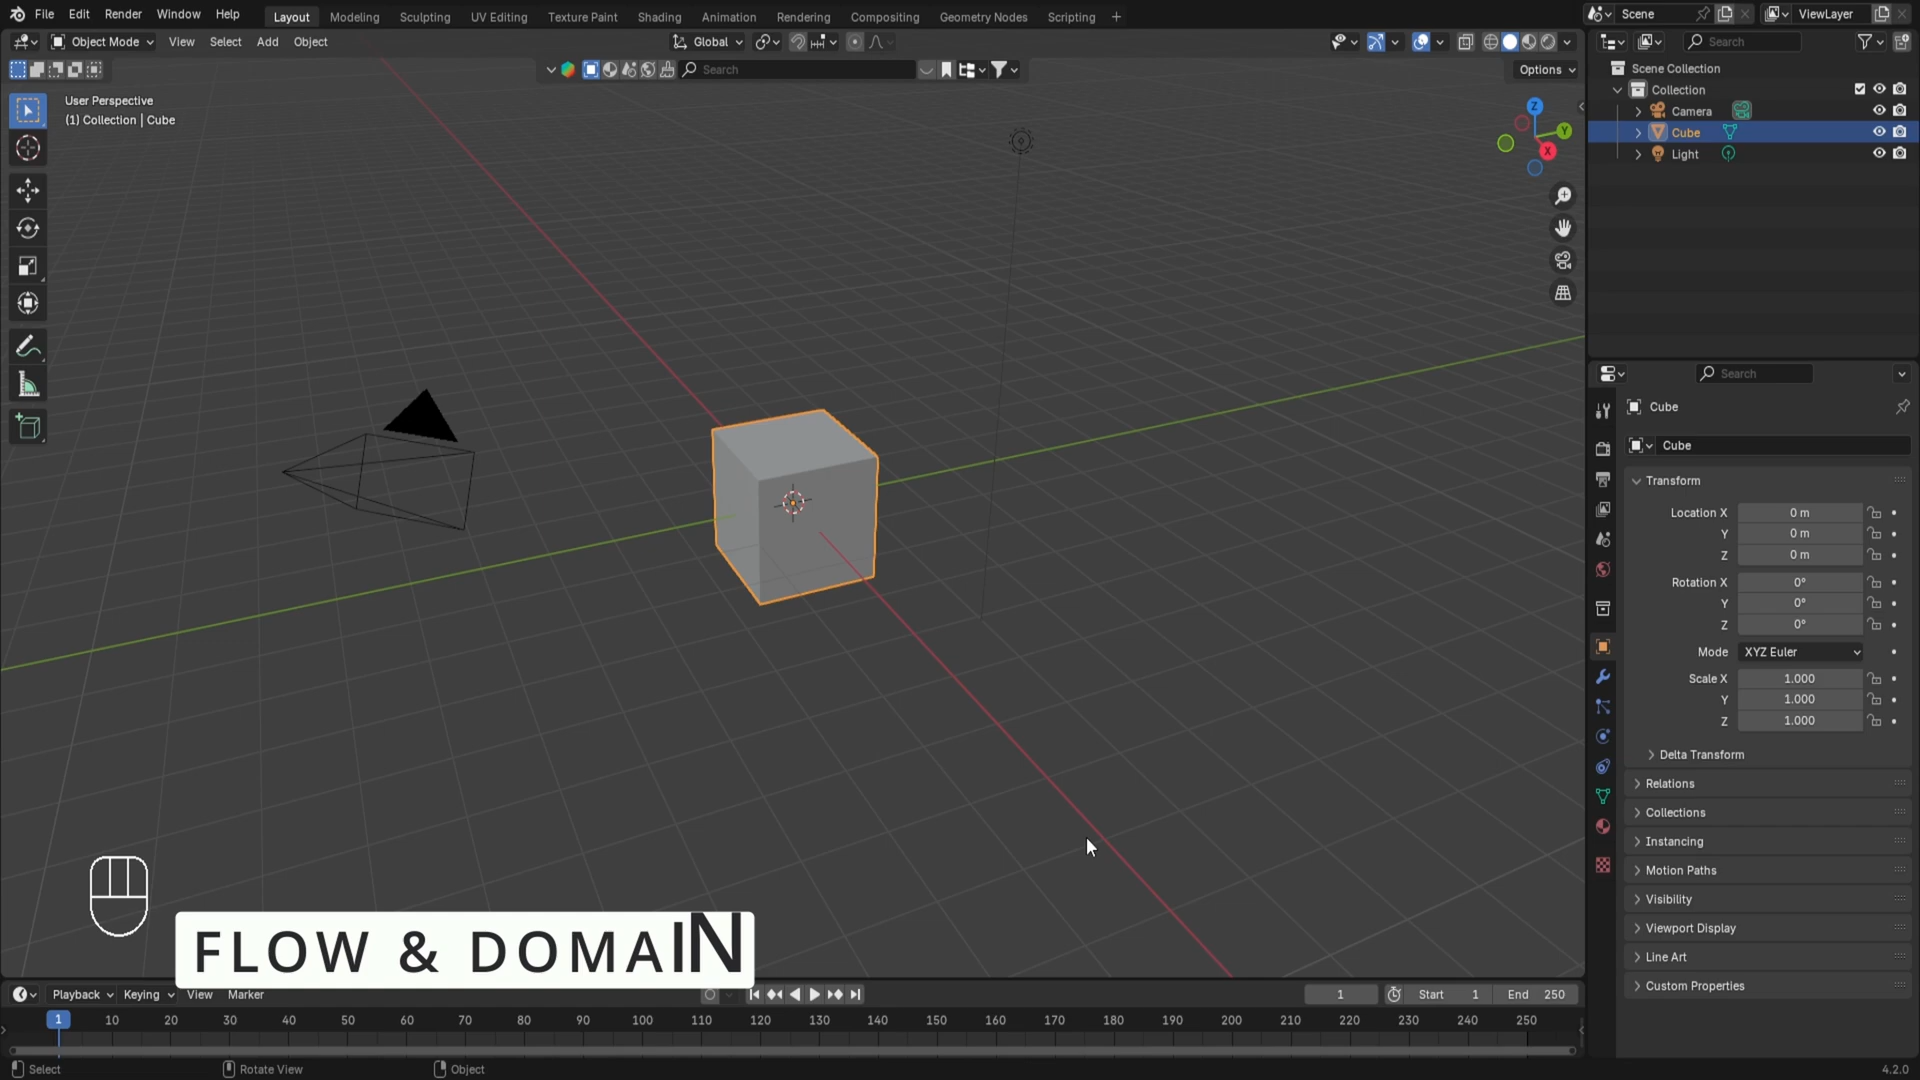 File Edit Render Window Help Layout Modeling Sculpting UV Editing Texture Paint Shading Animation Rendering Compositing Geometry Nodes Scripting + Scene ViewLayer
Object Mode View Select Add Object Global Search
Search Options
User Perspective
(1) Collection | Cube
Z
Y
X
Scene Collection
Collection
Camera
Cube
Light
Search
Cube
Cube
Transform
Location X 0 m
Y 0 m
Z 0 m
Rotation X 0°
Y 0°
Z 0°
Mode XYZ Euler
Scale X 1.000
Y 1.000
Z 1.000
Delta Transform
Relations
Collections
Instancing
Motion Paths
Visibility
Viewport Display
Line Art
Custom Properties
FLOW & DOMAIN
Playback Keying View Marker 1 Start 1 End 250
1 10 20 30 40 50 60 70 80 90 100 110 120 130 140 150 160 170 180 190 200 210 220 230 240 250
Select Rotate View Object 4.2.0